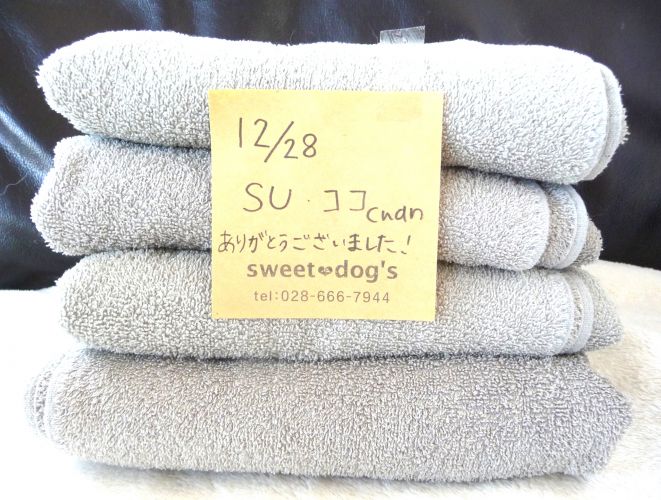 12/28
SU・ココchan
ありがとうございました!
sweet♥dog's
tel:028-666-7944